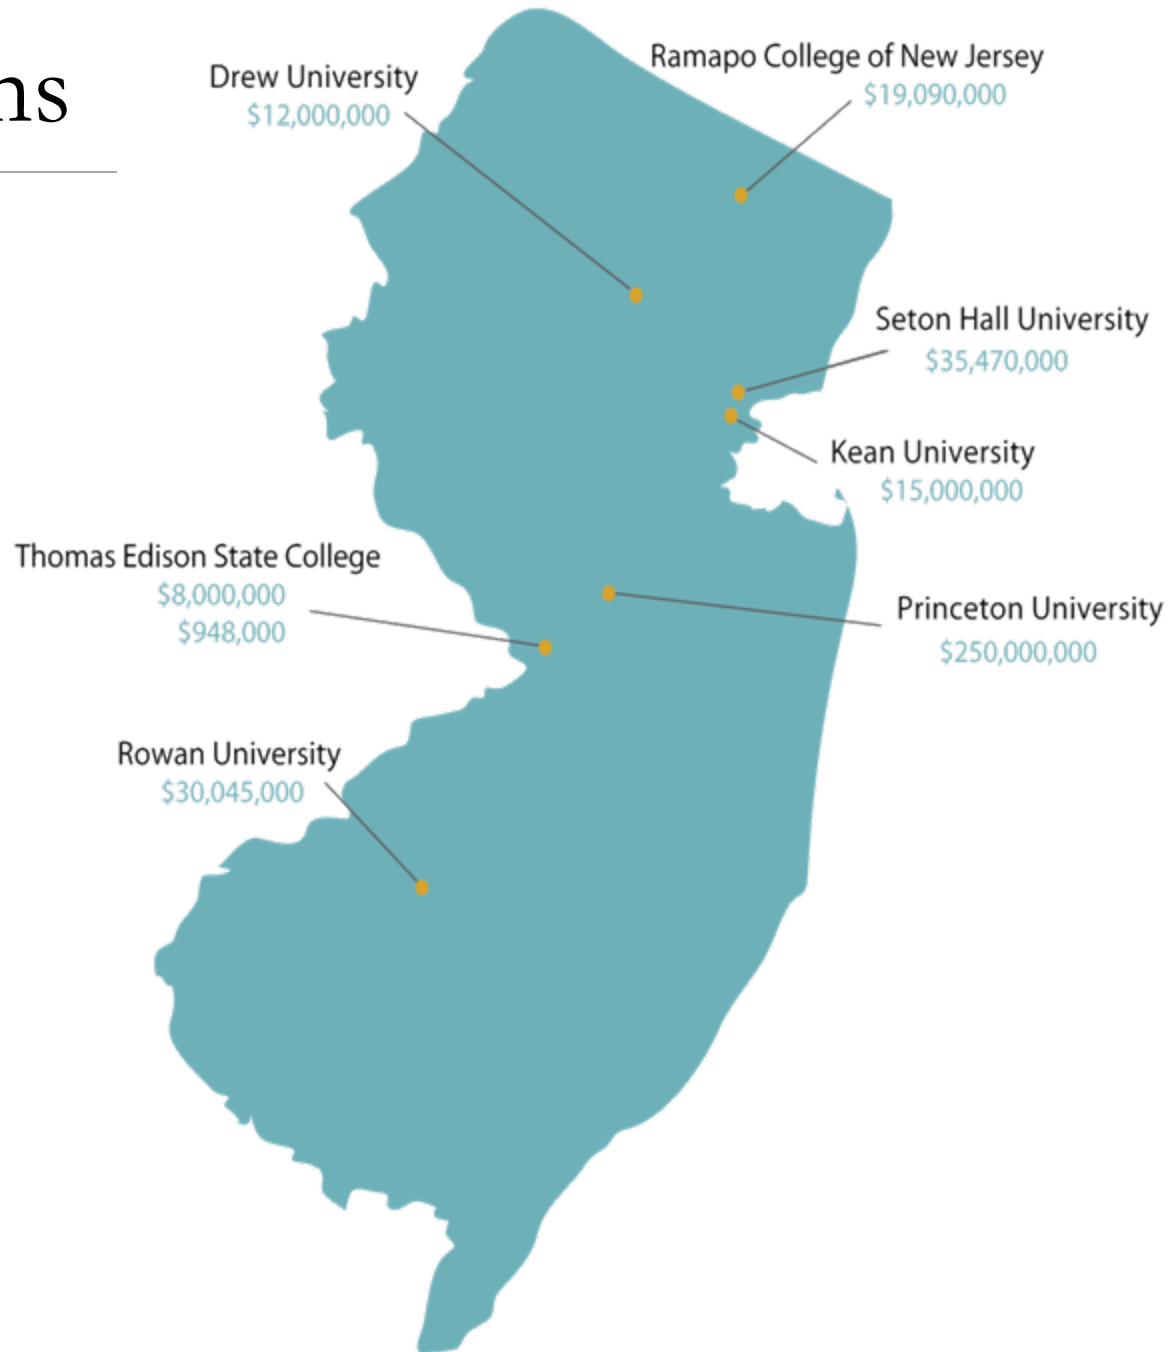 ns
Drew University
$12,000,000
Ramapo College of New Jersey
$19,090,000
Seton Hall University
$35,470,000
Kean University
$15,000,000
Thomas Edison State College
$8,000,000
$948,000
Princeton University
$250,000,000
Rowan University
$30,045,000